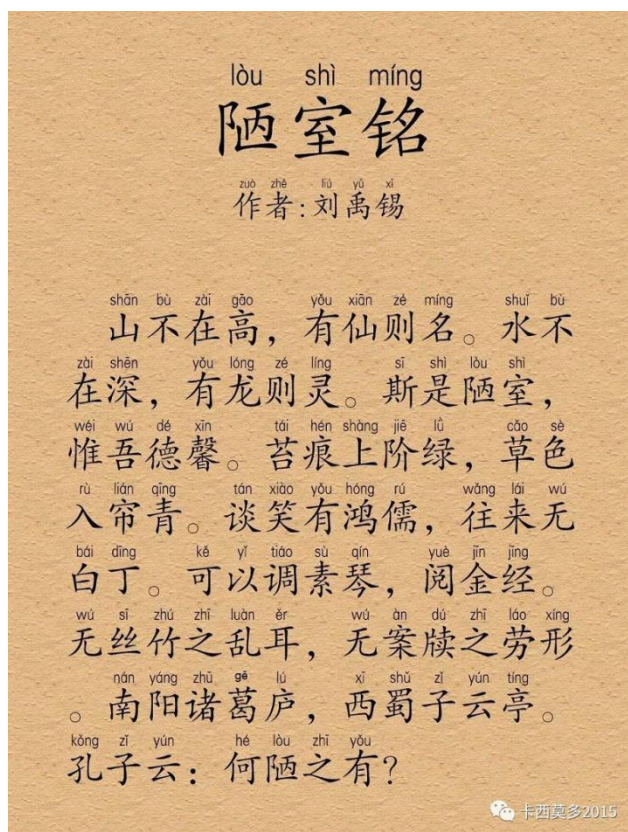 lòu shì míng
陋室铭
zuò zhě liú yǔ xī
作者:刘禹锡
shān bù zài gāo yǒu xiān zé míng shuǐ bù
山不在高，有仙则名。水不
zài shēn yǒu lóng zé líng sī shì lòu shì
在深，有龙则灵。斯是陋室，
wéi wú dé xīn tái hén shàng jiē lǜ cǎo sè
惟吾德馨。苔痕上阶绿，草色
rù lián qīng tán xiào yǒu hóng rú wǎng lái wú
入帘青。谈笑有鸿儒，往来无
bái dīng kě yǐ tiáo sù qín yuè jīn jīng
白丁。可以调素琴，阅金经。
wú sī zhú zhī luàn ěr wú àn dú zhī láo xíng
无丝竹之乱耳，无案牍之劳形
nán yáng zhū gě lú xī shǔ zǐ yún tíng
。南阳诸葛庐，西蜀子云亭。
kǒng zǐ yún hé lòu zhī yǒu
孔子云：何陋之有？
卡西莫多2015